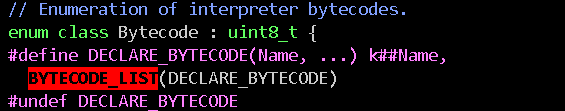 // Enumeration of interpreter bytecodes.
enum class Bytecode : uint8_t {
#define DECLARE_BYTECODE(Name, ...) k##Name,
  BYTECODE_LIST(DECLARE_BYTECODE)
#undef DECLARE_BYTECODE